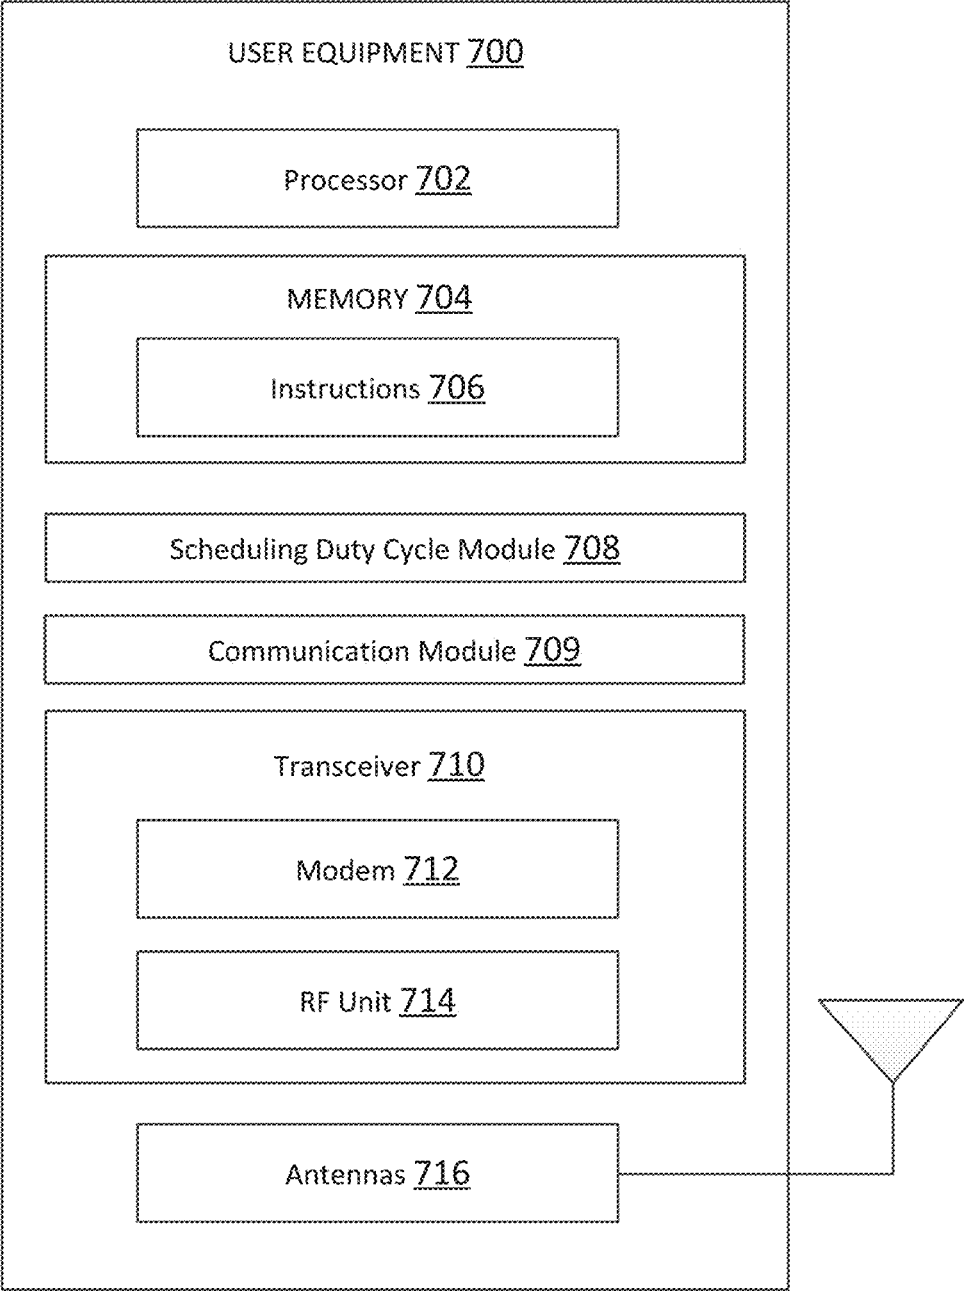 USER EQUIPMENT 700
Processor 702
MEMORY 704
Instructions 706
Scheduling Duty Cycle Module 708
Communication Module 709
Transceiver 710
Modem 712
RF Unit 714
Antennas 716